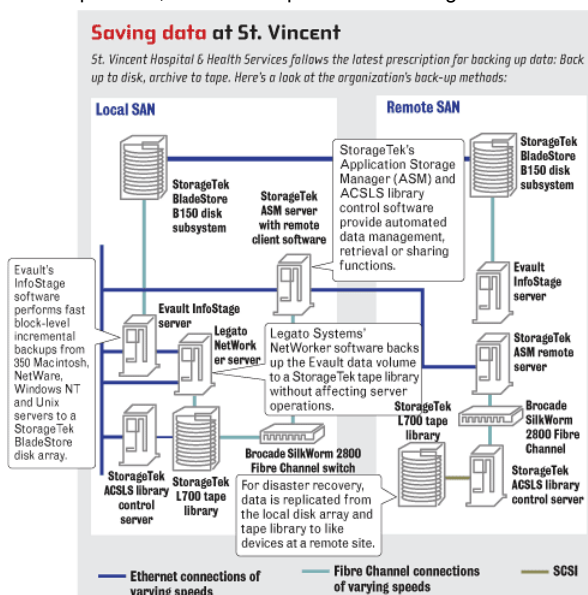 Saving data at St. Vincent
St. Vincent Hospital & Health Services follows the latest prescription for backing up data: Back
up to disk, archive to tape. Here's a look at the organization's back-up methods:
Local SAN
Remote SAN
StorageTek
BladeStore
B150 disk
subsystem
StorageTek
ASM server
with remote
client software
StorageTek's
Application Storage
Manager (ASM) and
ACSLS library
control software
provide automated
data management,
retrieval or sharing
functions.
StorageTek
BladeStore
B150 disk
subsystem
Evault's
InfoStage
software
performs fast
block-level
incremental
backups from
350 Macintosh,
NetWare,
Windows NT
and Unix
servers to a
StorageTek
BladeStore
disk array.
Evault InfoStage
server
Legato
NetWork
er server
Legato Systems'
NetWorker software backs
up the Evault data volume
to a StorageTek tape library
without affecting server
operations.
Evault
InfoStage
server
StorageTek
ASM remote
server
StorageTek
L700 tape
library
Brocade
SilkWorm
2800 Fibre
Channel
StorageTek
ACSLS library
control
server
StorageTek
L700 tape
library
Brocade SilkWorm 2800
Fibre Channel switch
For disaster recovery,
data is replicated from
the local disk array and
tape library to like
devices at a remote site.
StorageTek
ACSLS library
control server
Ethernet connections of
varying speeds
Fibre Channel connections
of varying speeds
SCSI